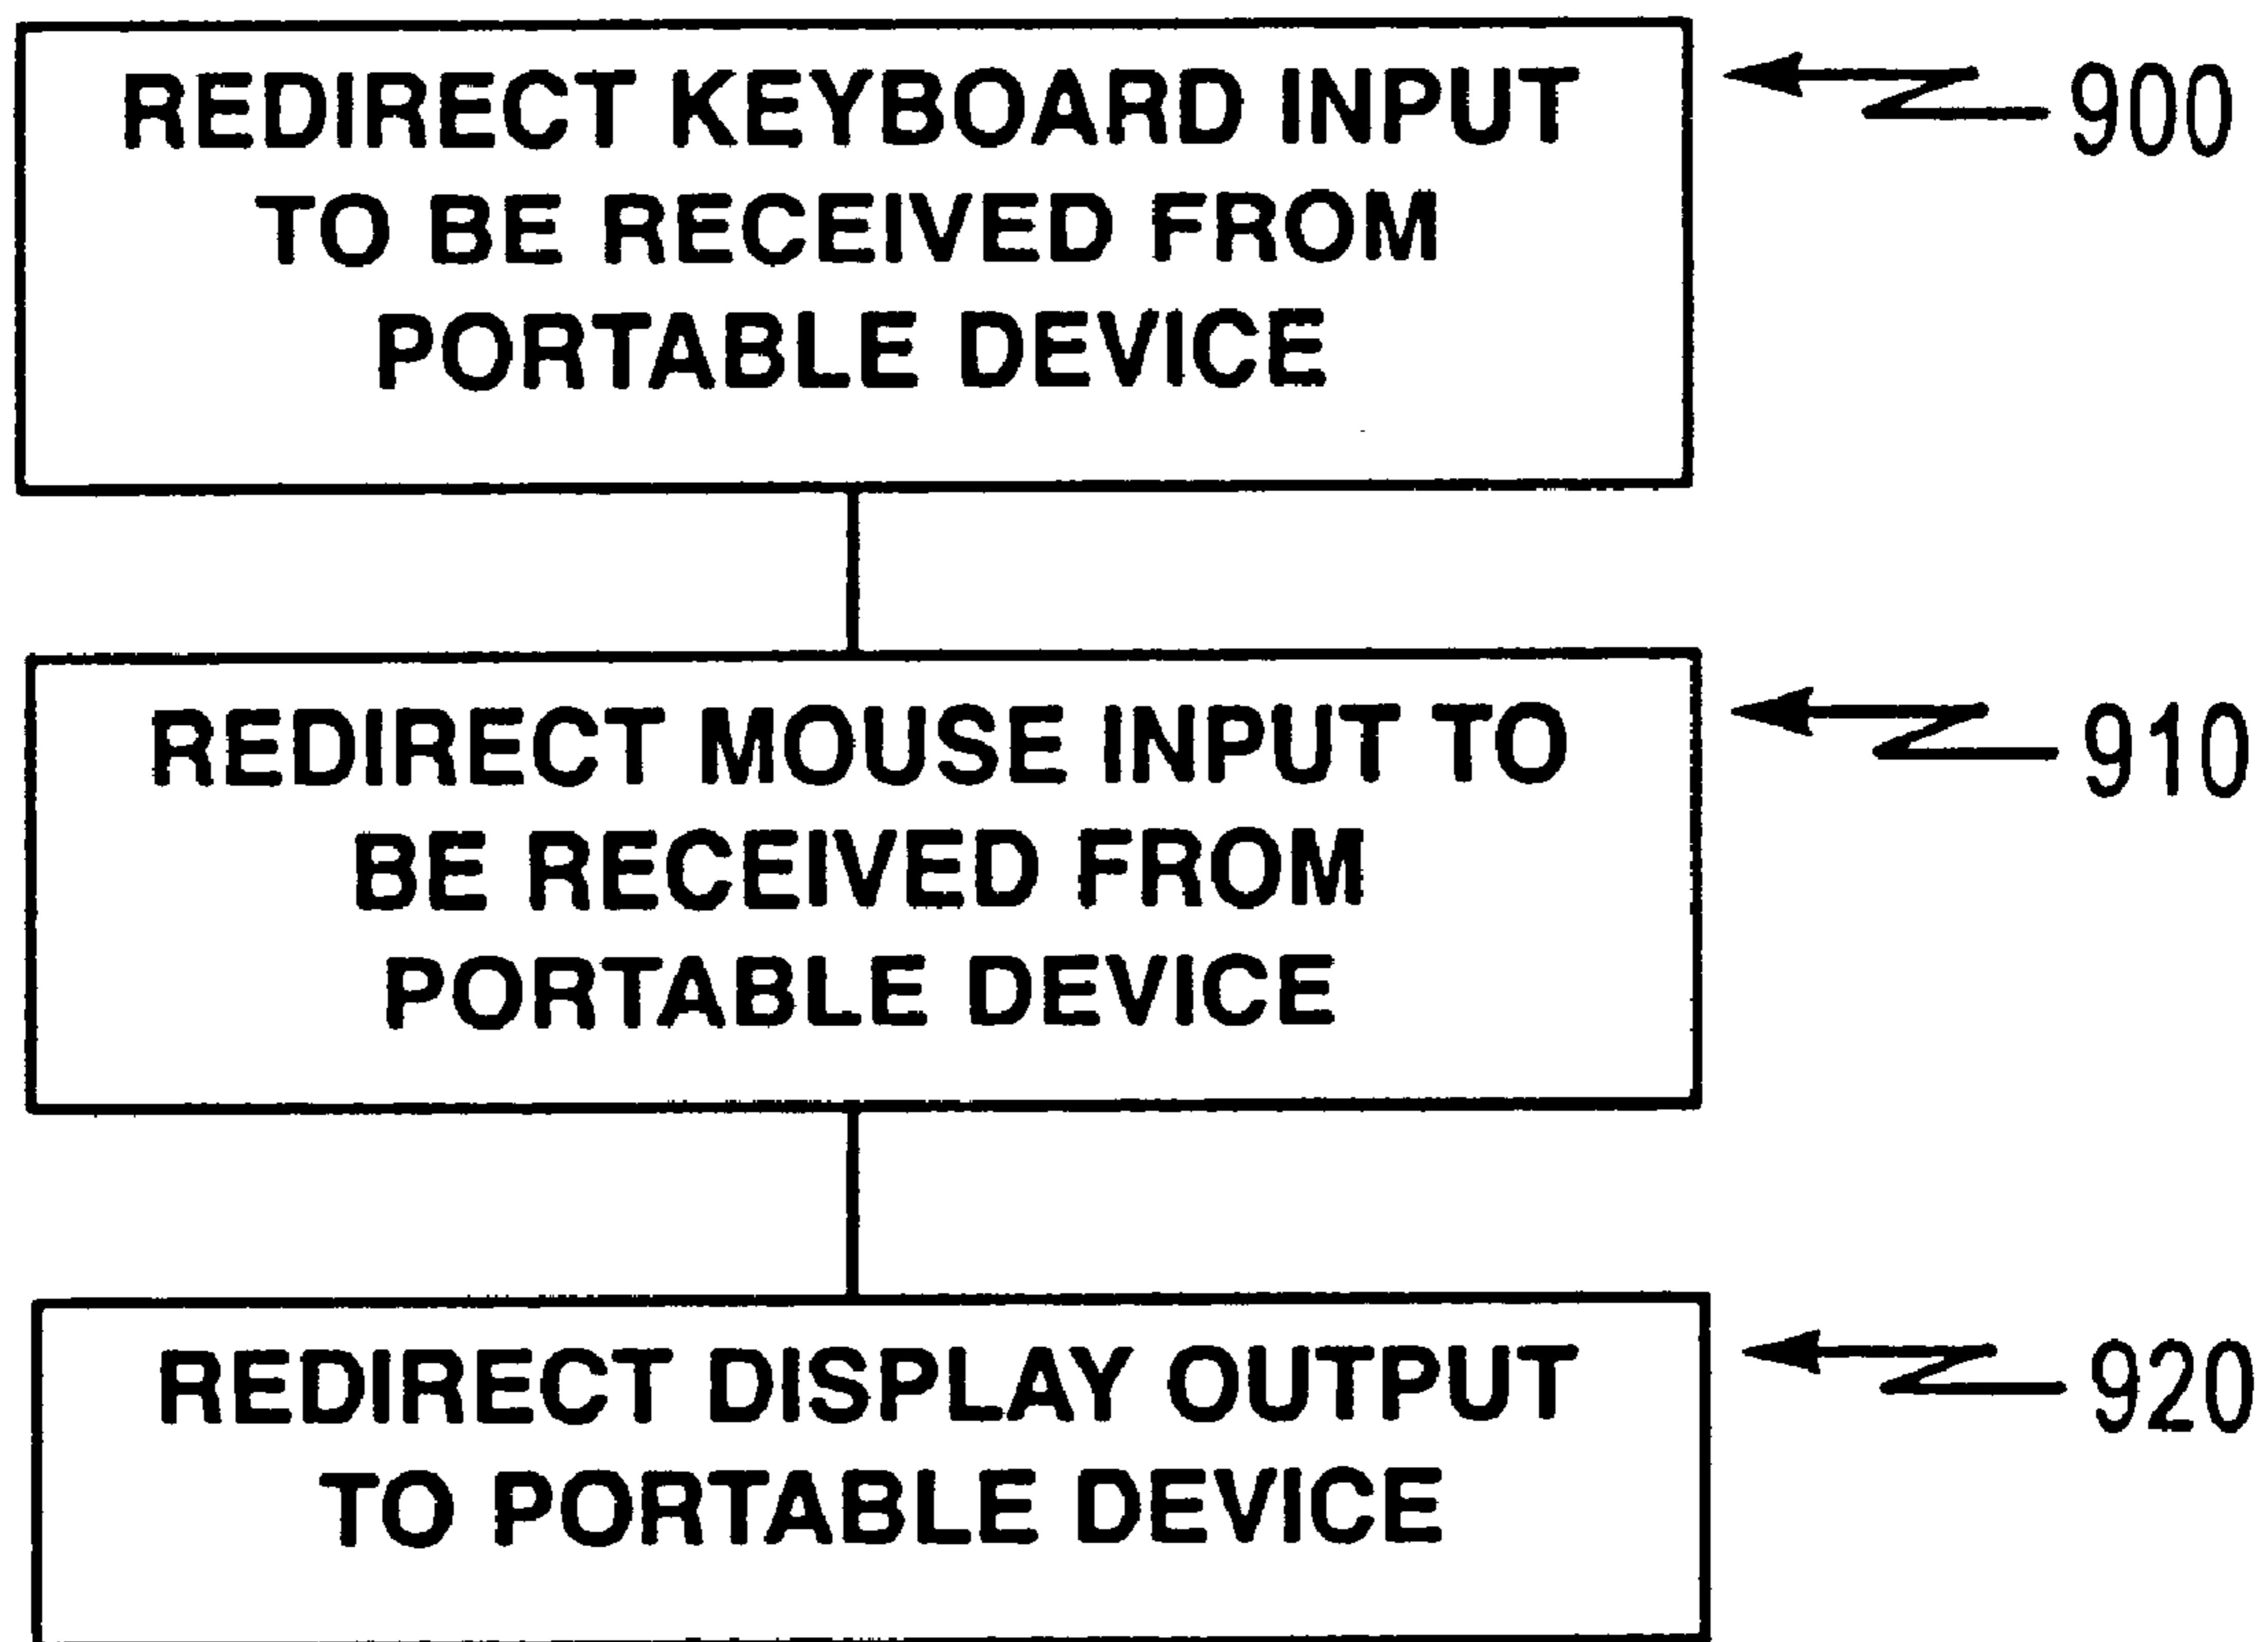 REDIRECT KEYBOARD INPUT
TO BE RECEIVED FROM
PORTABLE DEVICE
900
REDIRECT MOUSE INPUT TO
BE RECEIVED FROM
PORTABLE DEVICE
910
REDIRECT DISPLAY OUTPUT
TO PORTABLE DEVICE
920